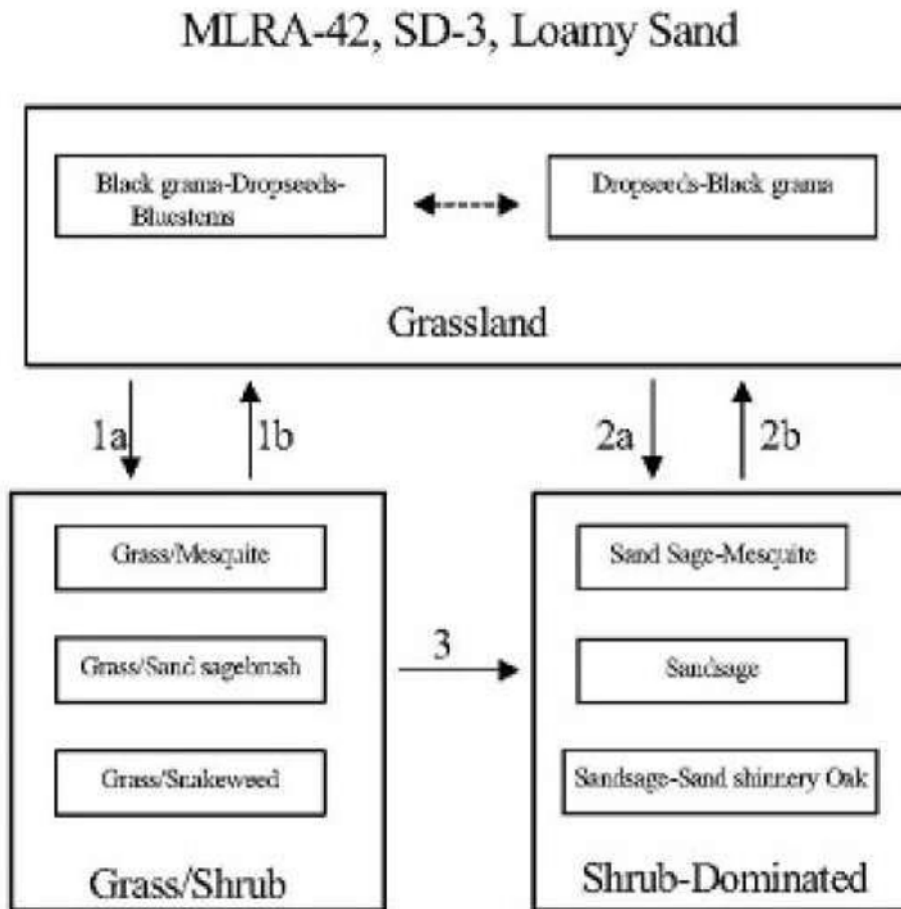 MLRA-42, SD-3, Loamy Sand
Black grama-Dropseeds-
Bluestems
Dropseeds-Black grama
Grassland
1a
1b
2a
2b
Grass/Mesquite
Grass/Sand sagebrush
Grass/Snakeweed
Grass/Shrub
3
Sand Sage-Mesquite
Sandsage
Sandsage-Sand shinnery Oak
Shrub-Dominated